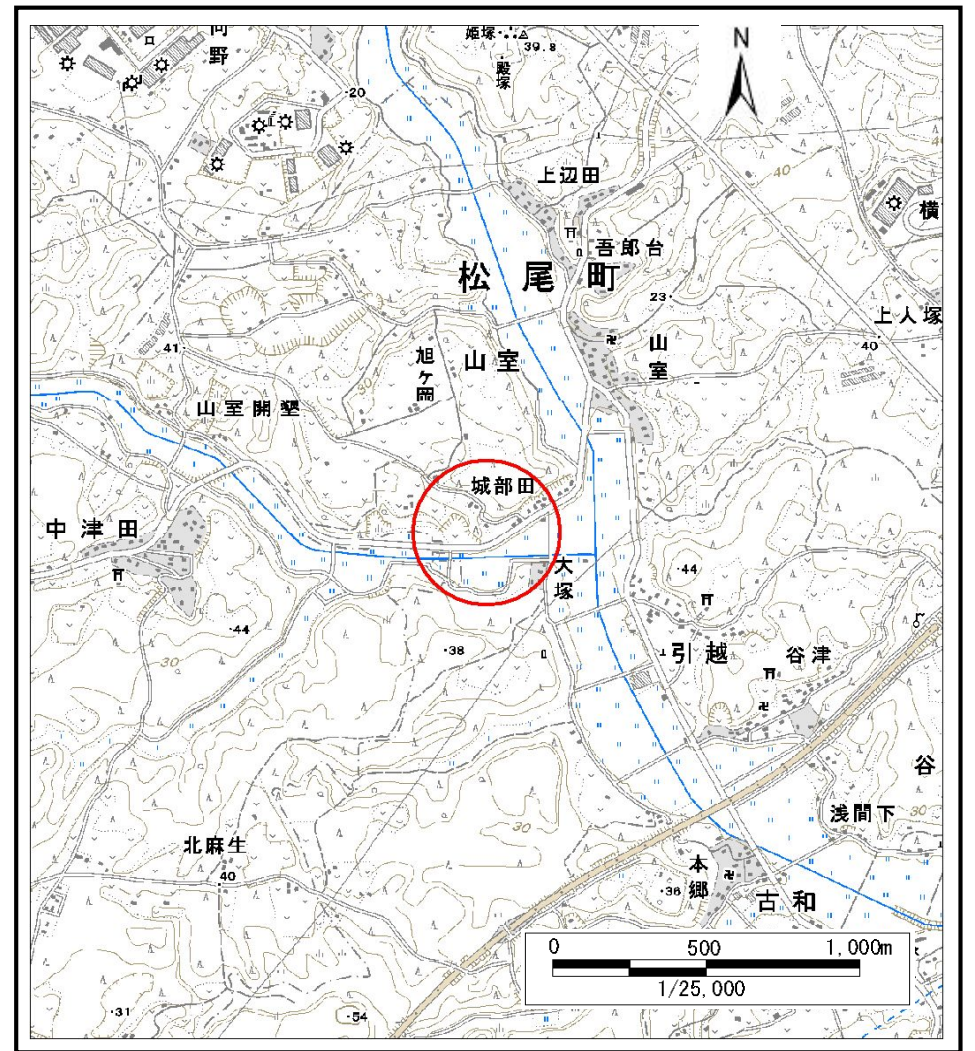 向野
姫塚
39.8
殿塚
N
20
上辺田
40
横
吾郎台
松尾町
23
上人塚
40
41
旭ヶ岡
山室
30
山室
山室開墾
城部田
中津田
大塚
44
44
30
38
引越
谷津
谷
30
浅間下
30
北麻生
40
本郷
36
古和
0 500 1,000m
1/25,000
31
54